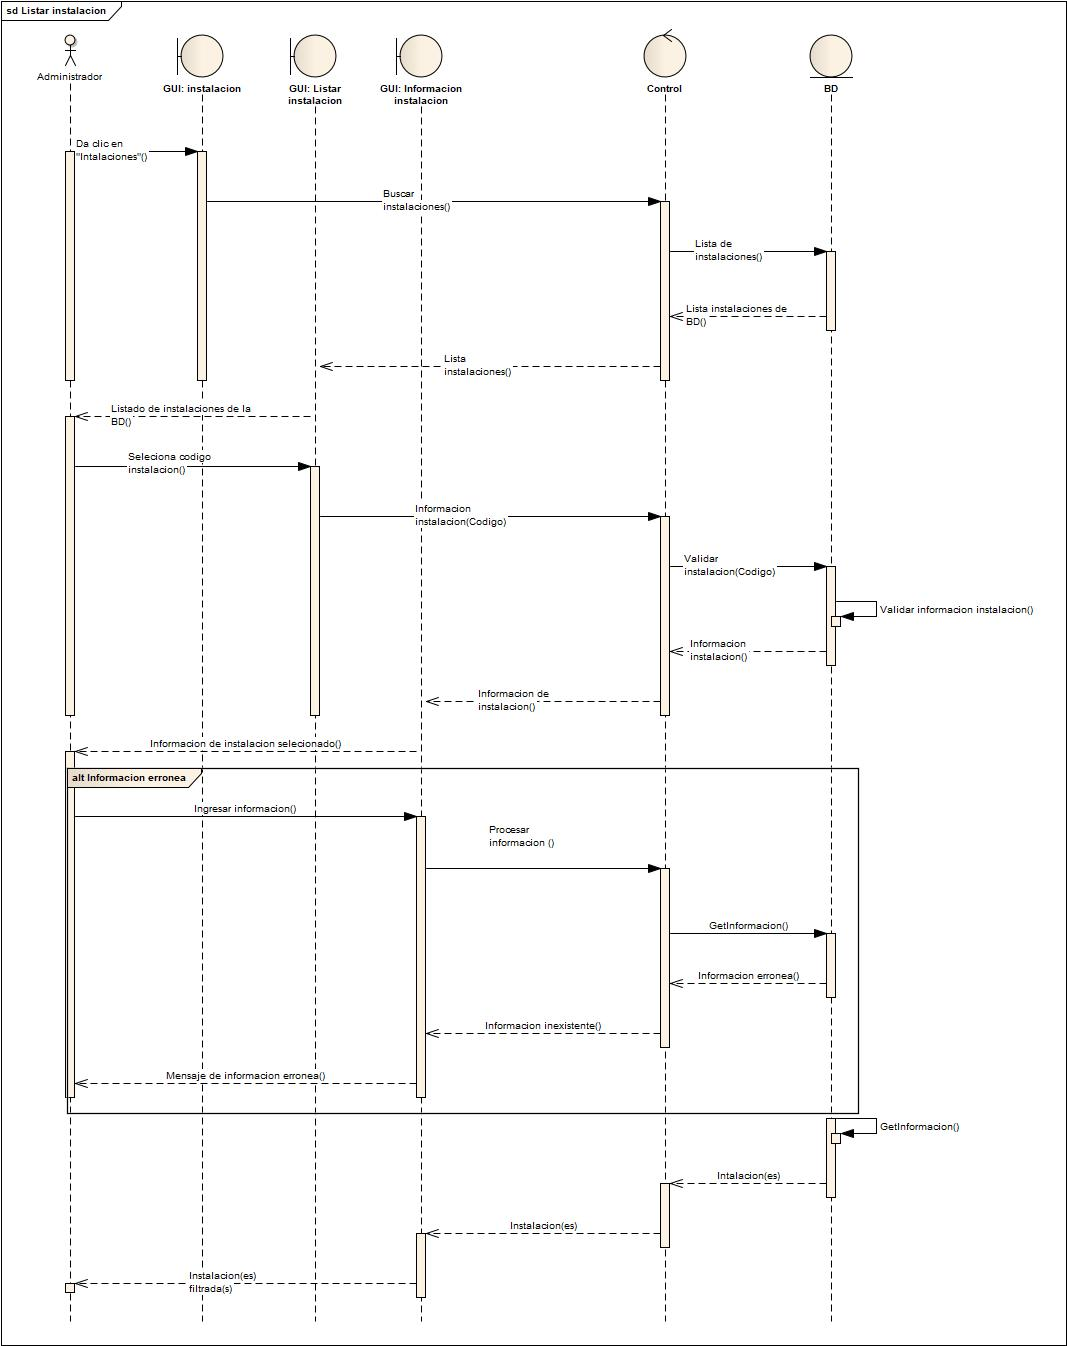 sd Listar instalacion
Administrador
GUI: instalacion
GUI: Listar
instalacion
GUI: Informacion
instalacion
Control
BD
Da clic en
"Intalaciones"()
Buscar
instalaciones()
Lista de
instalaciones()
Lista instalaciones de
BD()
Lista
instalaciones()
Listado de instalaciones de la
BD()
Seleciona codigo
instalacion()
Informacion
instalacion(Codigo)
Validar
instalacion(Codigo)
Validar informacion instalacion()
Informacion
instalacion()
Informacion de
instalacion()
Informacion de instalacion selecionado()
alt Informacion erronea
Ingresar informacion()
Procesar
informacion ()
GetInformacion()
Informacion erronea()
Informacion inexistente()
Mensaje de informacion erronea()
GetInformacion()
Intalacion(es)
Instalacion(es)
Instalacion(es)
filtrada(s)